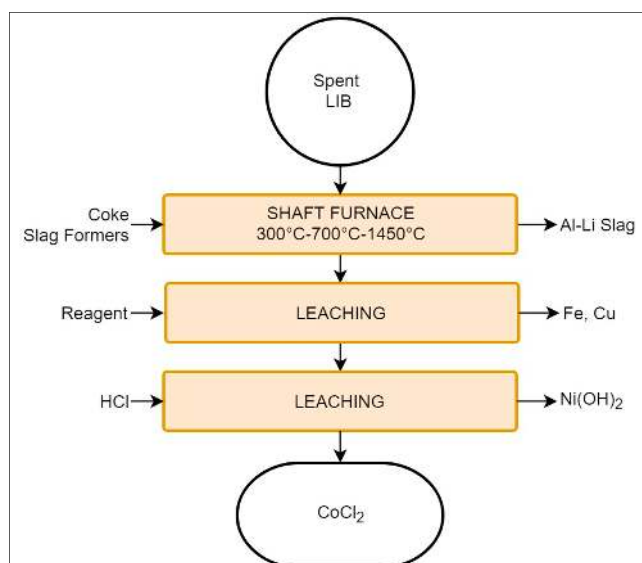 Spent
LIB
Coke
Slag Formers
SHAFT FURNACE
300°C-700°C-1450°C
Al-Li Slag
Reagent
LEACHING
Fe, Cu
HCl
LEACHING
Ni(OH)₂
CoCl₂